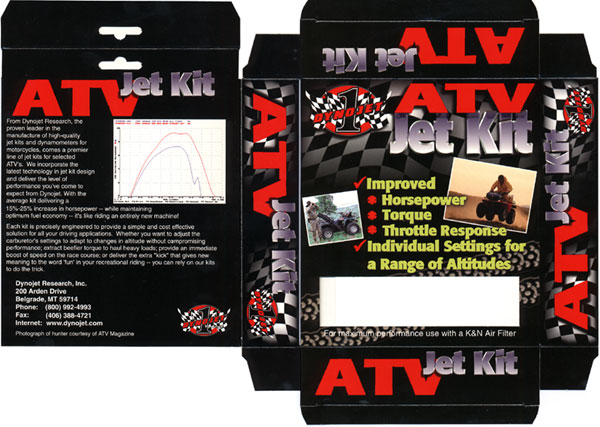 ATV
Jet Kit
From Dynojet Research, the
proven leader in the
manufacture of high-quality
jet kits and dynamometers for
motorcycles, comes a premier
line of jet kits for selected
ATV's. We incorporate the
latest technology in jet kit design
and deliver the level of
performance you've come to
expect from Dynojet. With the
average kit delivering a
15%-25% increase in horsepower -- while maintaining
optimum fuel economy -- it's like riding an entirely new machine!
Each kit is precisely engineered to provide a simple and cost effective
solution for all your driving applications. Whether you want to adjust the
carburetor's settings to adapt to changes in altitude without campromising
performance; extract beefier torque to haul heavy loads; provide an immediate
boost of speed on the race course; or deliver the extra "kick" that gives new
meaning to the word 'fun' in your recreational riding -- you can rely on our kits
to do the trick.
Dynojet Research, Inc.
200 Arden Drive
Belgrade, MT 59714
Phone: (800) 992-4993
Fax: (406) 388-4721
Internet: www.dynojet.com
Photograph of hunter courtesy of ATV Magazine
DYNOJET
1
ATV
Jet Kit
ATV
Jet Kit
DYNOJET
1
ATV
Jet Kit
Improved
Horsepower
Torque
Throttle Response
Individual Settings for
a Range of Altitudes
For maximum performance use with a K&N Air Filter
ATV
Jet Kit
ATV
Jet Kit